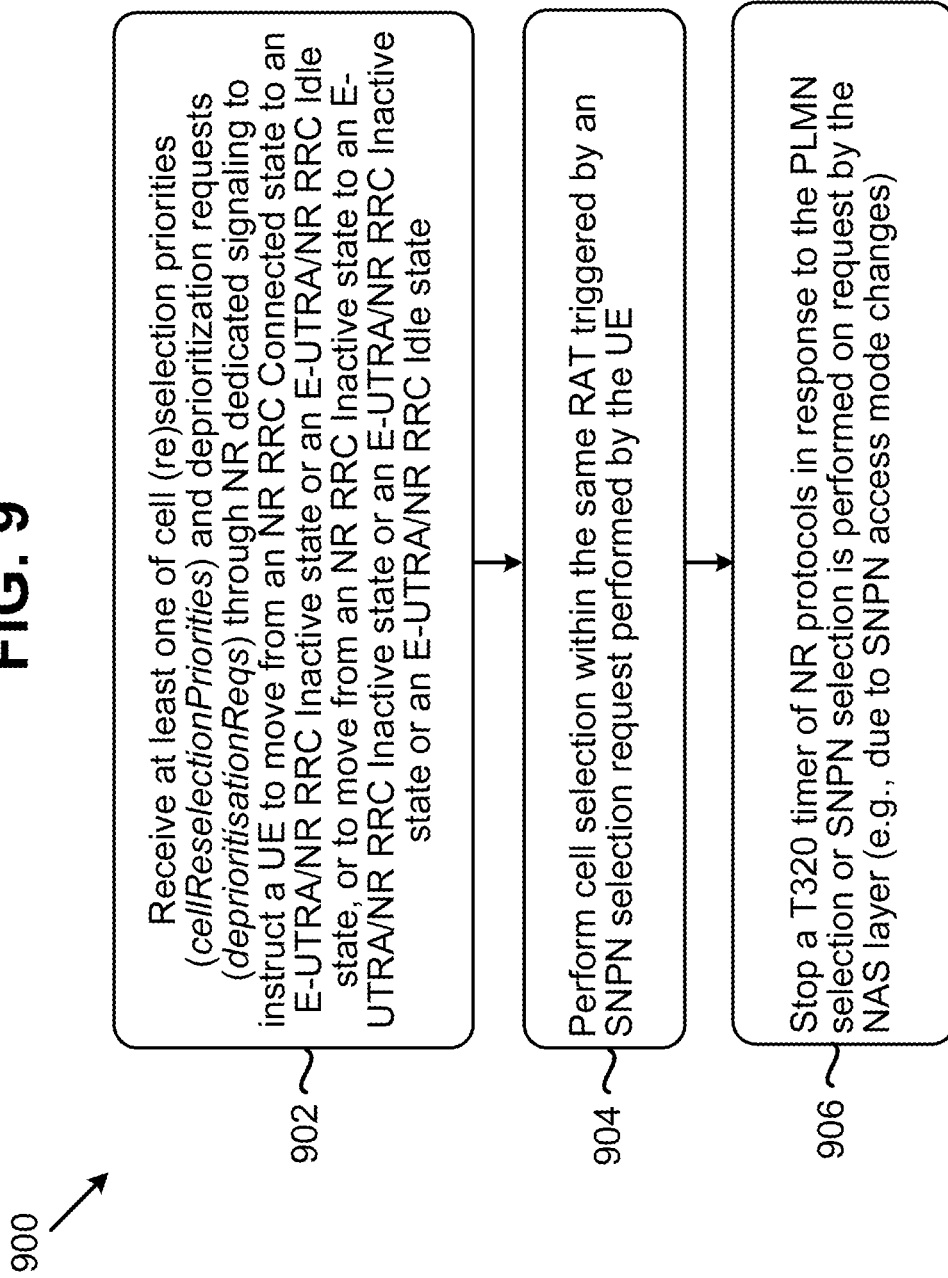 FIG. 9
900
902
Receive at least one of cell (re)selection priorities
(cellReselectionPriorities) and deprioritization requests
(deprioritisationReqs) through NR dedicated signaling to
instruct a UE to move from an NR RRC Connected state to an
E-UTRA/NR RRC Inactive state or an E-UTRA/NR RRC Idle
state, or to move from an NR RRC Inactive state to an E-
UTRA/NR RRC Inactive state or an E-UTRA/NR RRC Inactive
state or an E-UTRA/NR RRC Idle state
904
Perform cell selection within the same RAT triggered by an
SNPN selection request performed by the UE
906
Stop a T320 timer of NR protocols in response to the PLMN
selection or SNPN selection is performed on request by the
NAS layer (e.g., due to SNPN access mode changes)